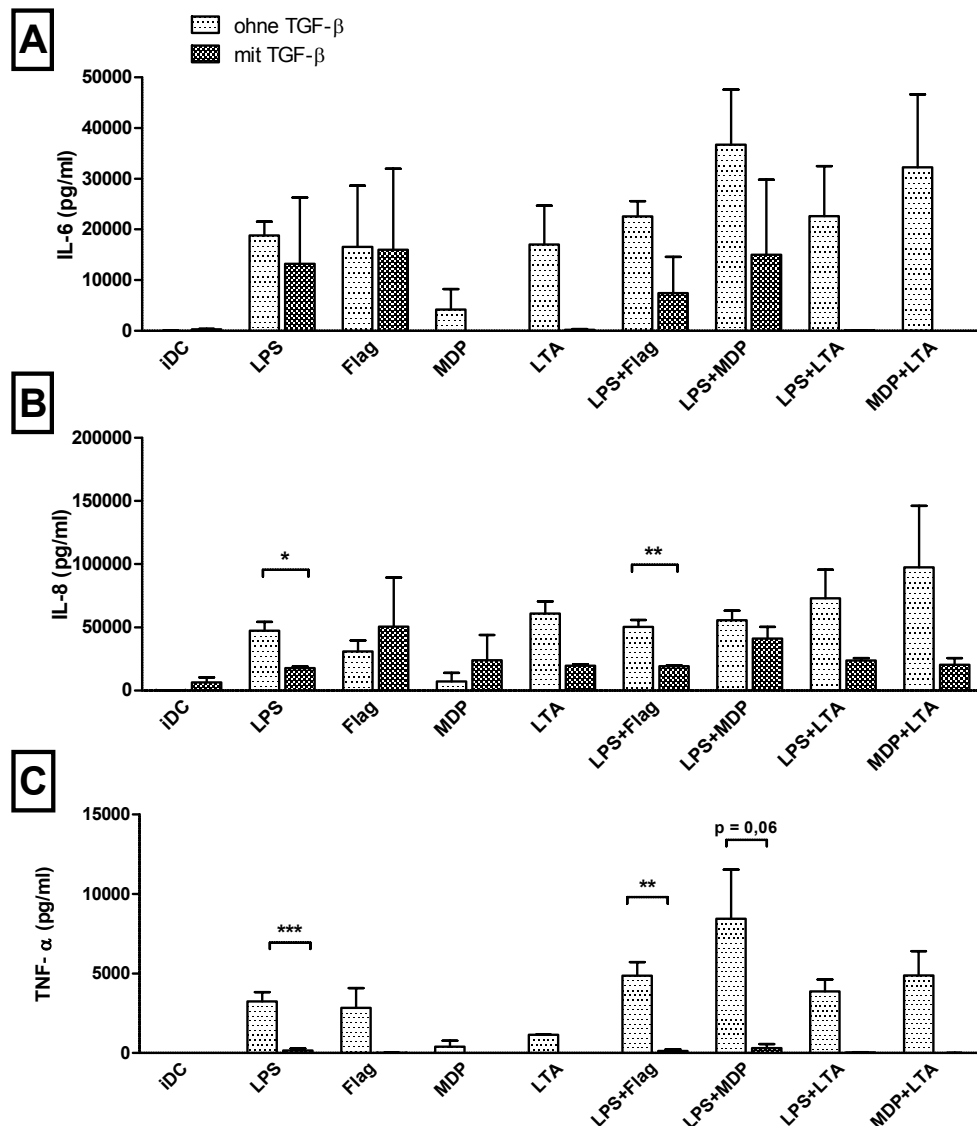 A
ohne TGF-β
mit TGF-β
50000
40000
30000
20000
10000
0
IL-6 (pg/ml)
iDC
LPS
Flag
MDP
LTA
LPS+Flag
LPS+MDP
LPS+LTA
MDP+LTA
B
200000
150000
100000
50000
0
IL-8 (pg/ml)
*
**
iDC
LPS
Flag
MDP
LTA
LPS+Flag
LPS+MDP
LPS+LTA
MDP+LTA
C
15000
10000
5000
0
TNF- α (pg/ml)
***
**
p = 0,06
iDC
LPS
Flag
MDP
LTA
LPS+Flag
LPS+MDP
LPS+LTA
MDP+LTA